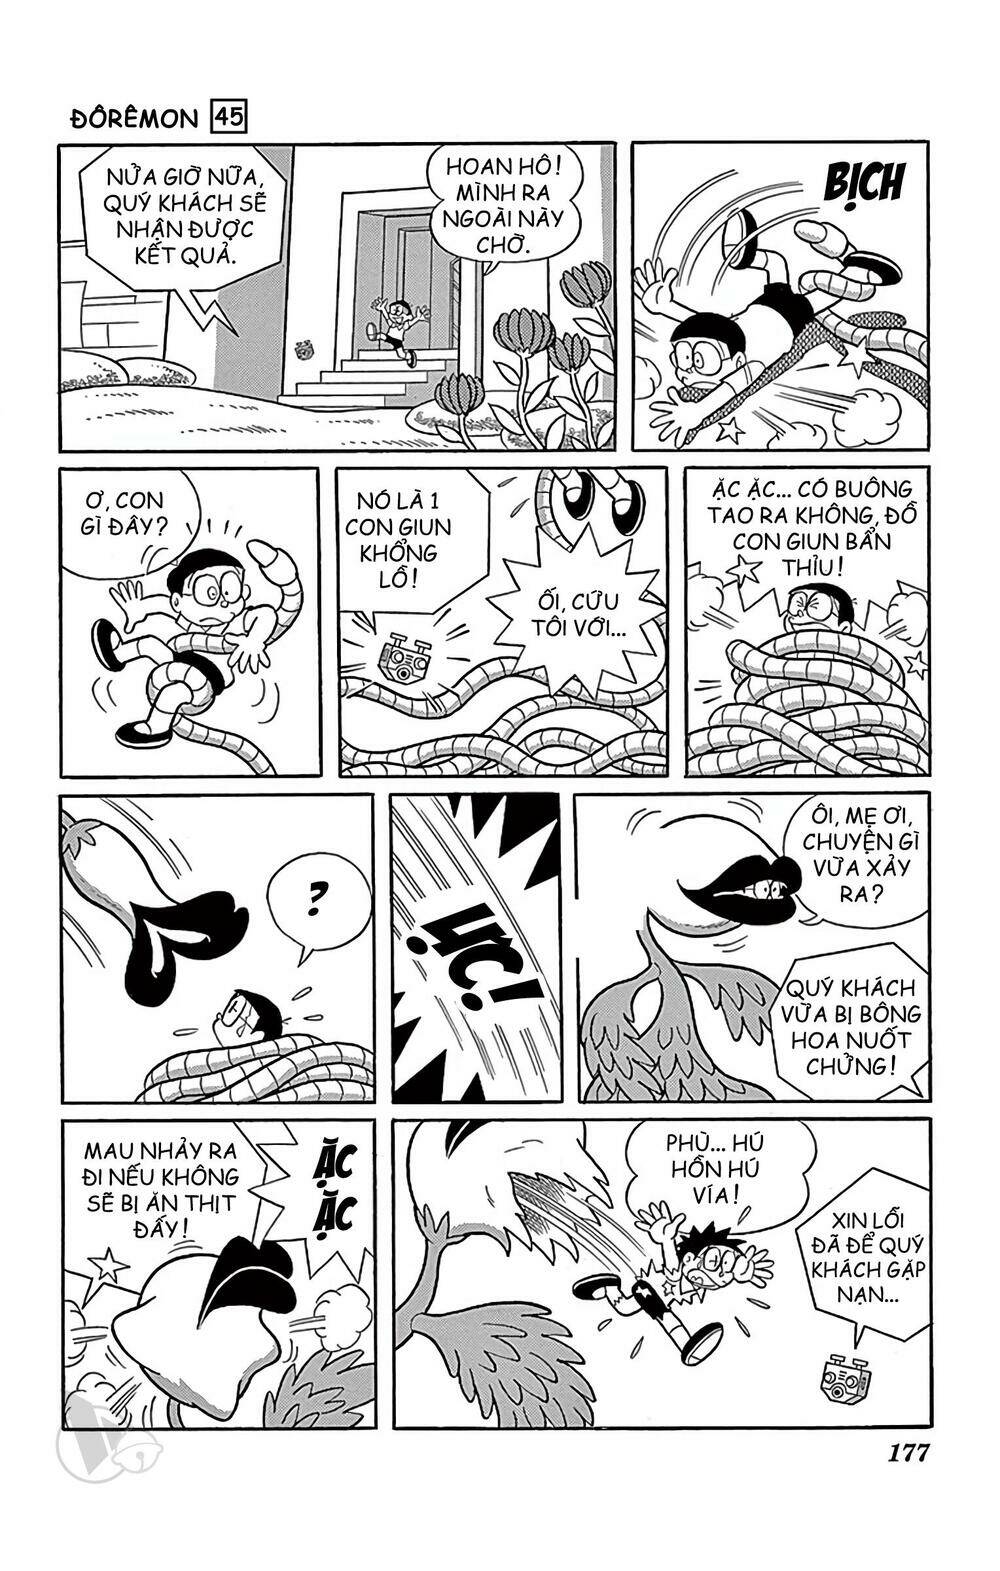 ĐÔRÊMON 45
NỬA GIỜ NỮA,
QUÝ KHÁCH SẼ
NHẬN ĐƯỢC
KẾT QUẢ.
HOAN HÔ!
MÌNH RA
NGOÀI NÀY
CHỜ.
BỊCH
Ơ, CON
GÌ ĐÂY?
NÓ LÀ 1
CON GIUN
KHỔNG
LỒ!
ỐI, CỨU
TÔI VỚI...
ẶC ẶC... CÓ BUÔNG
TAO RA KHÔNG, ĐỒ
CON GIUN BẨN
THỈU!
?
ỰC!
ÔI, MẸ ƠI,
CHUYỆN GÌ
VỪA XẢY
RA?
QUÝ KHÁCH
VỪA BỊ BÔNG
HOA NUỐT
CHỬNG!
MAU NHẢY RA
ĐI NẾU KHÔNG
SẼ BỊ ĂN THỊT
ĐẤY!
ẶC
ẶC
PHÙ... HÚ
HỒN HÚ
VÍA!
XIN LỖI
ĐÃ ĐỂ QUÝ
KHÁCH GẶP
NẠN...
177